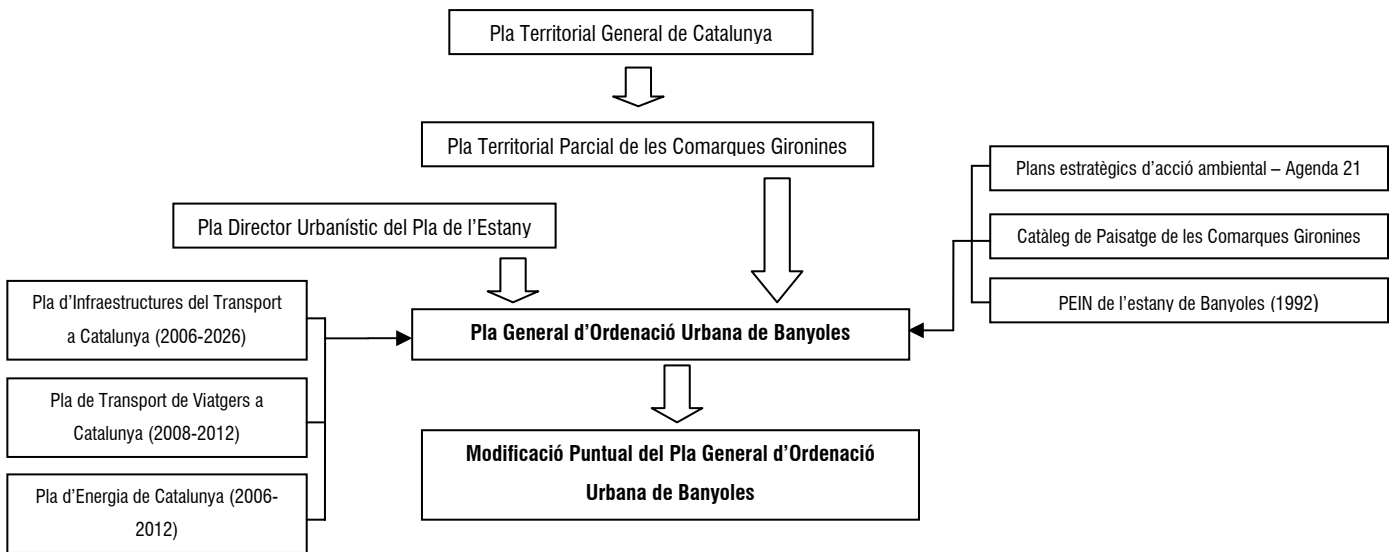 Pla Territorial General de Catalunya
Pla Territorial Parcial de les Comarques Gironines
Plans estratègics d’acció ambiental – Agenda 21
Pla Director Urbanístic del Pla de l’Estany
Catàleg de Paisatge de les Comarques Gironines
Pla d’Infraestructures del Transport
a Catalunya (2006-2026)
PEIN de l’estany de Banyoles (1992)
Pla General d’Ordenació Urbana de Banyoles
Pla de Transport de Viatgers a
Catalunya (2008-2012)
Modificació Puntual del Pla General d’Ordenació
Urbana de Banyoles
Pla d’Energia de Catalunya (2006-
2012)